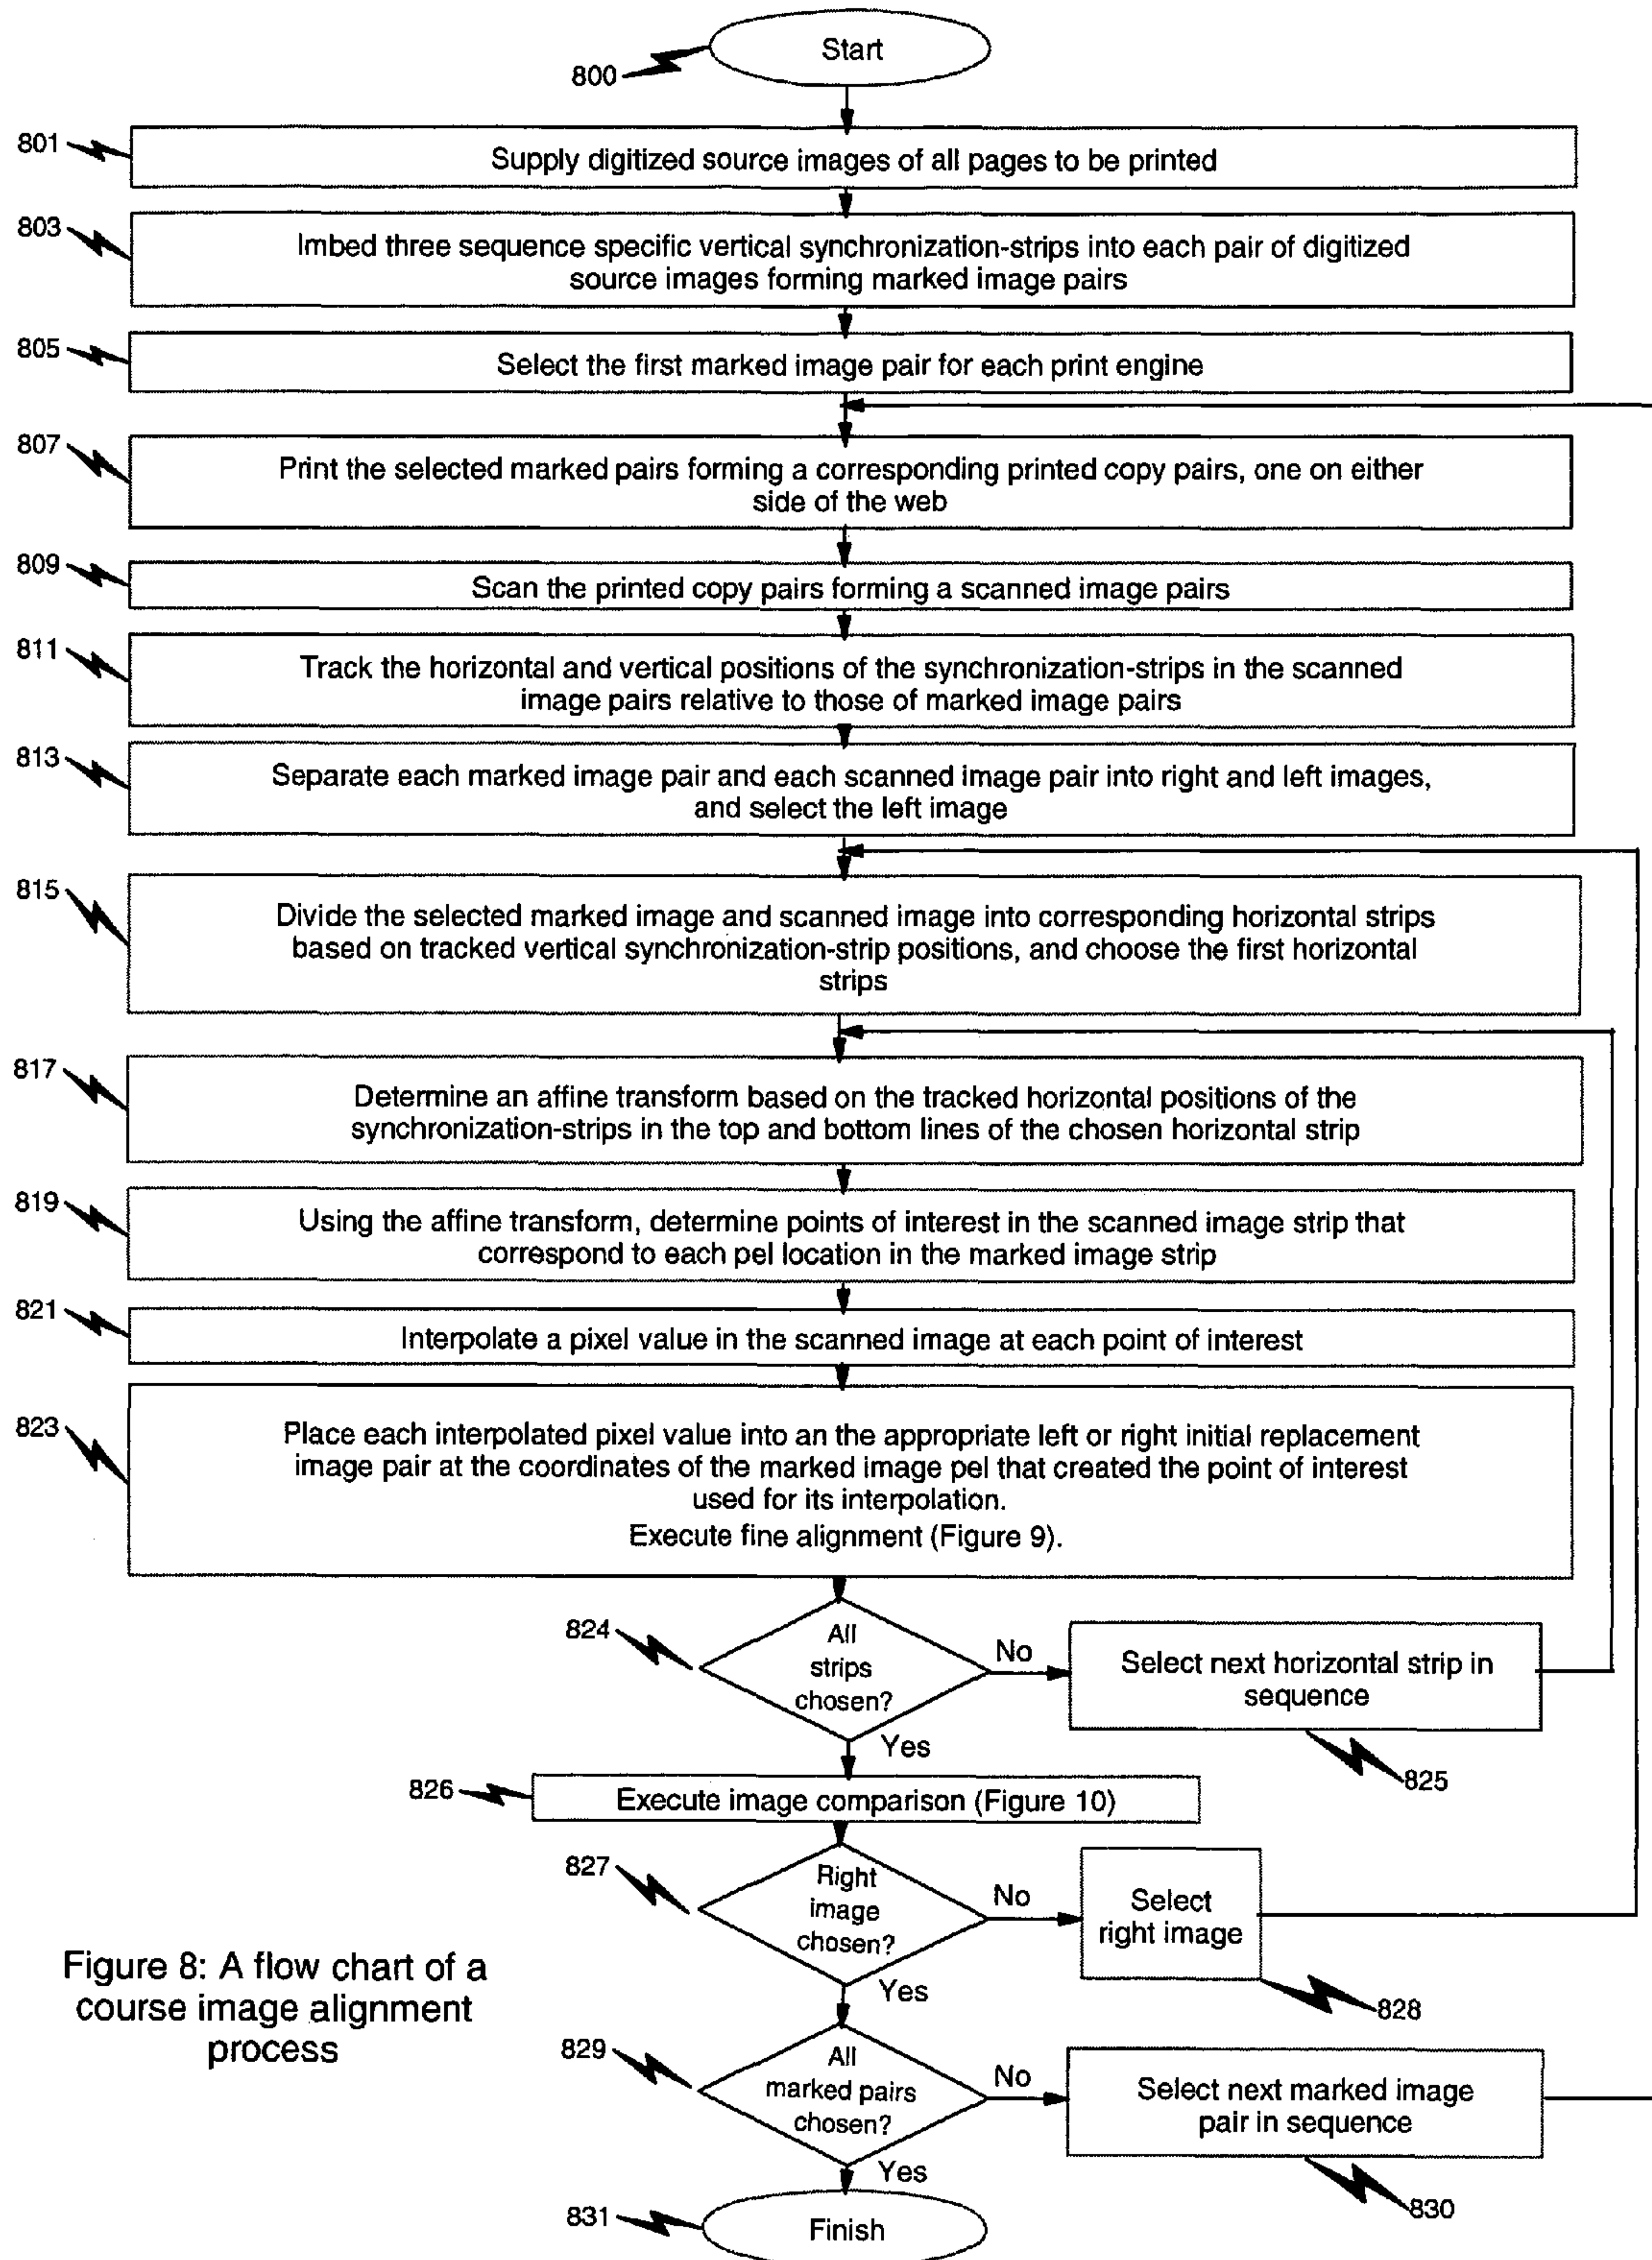 Start
800
801
Supply digitized source images of all pages to be printed
803
Imbed three sequence specific vertical synchronization-strips into each pair of digitized
source images forming marked image pairs
805
Select the first marked image pair for each print engine
807
Print the selected marked pairs forming a corresponding printed copy pairs, one on either
side of the web
809
Scan the printed copy pairs forming a scanned image pairs
811
Track the horizontal and vertical positions of the synchronization-strips in the scanned
image pairs relative to those of marked image pairs
813
Separate each marked image pair and each scanned image pair into right and left images,
and select the left image
815
Divide the selected marked image and scanned image into corresponding horizontal strips
based on tracked vertical synchronization-strip positions, and choose the first horizontal
strips
817
Determine an affine transform based on the tracked horizontal positions of the
synchronization-strips in the top and bottom lines of the chosen horizontal strip
819
Using the affine transform, determine points of interest in the scanned image strip that
correspond to each pel location in the marked image strip
821
Interpolate a pixel value in the scanned image at each point of interest
823
Place each interpolated pixel value into an the appropriate left or right initial replacement
image pair at the coordinates of the marked image pel that created the point of interest
used for its interpolation.
Execute fine alignment (Figure 9).
824
All
strips
chosen?
No
Select next horizontal strip in
sequence
825
Yes
826
Execute image comparison (Figure 10)
827
Right
image
chosen?
No
Select
right image
828
Yes
Figure 8: A flow chart of a
course image alignment
process
829
All
marked pairs
chosen?
No
Select next marked image
pair in sequence
830
Yes
831
Finish